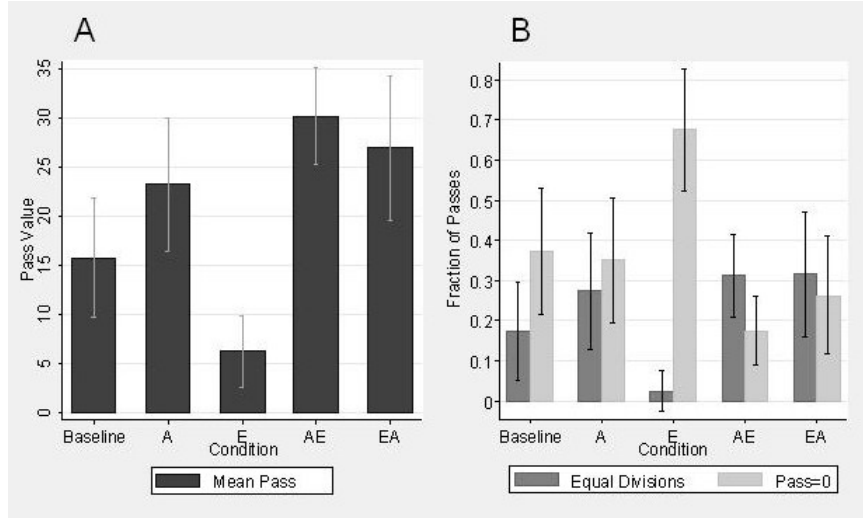 A
35
30
25
20
15
10
5
0
Pass Value
Baseline A E AE EA
Condition
Mean Pass
B
0.8
0.7
0.6
0.5
0.4
0.3
0.2
0.1
0
Fraction of Passes
Baseline A E AE EA
Condition
Equal Divisions Pass=0